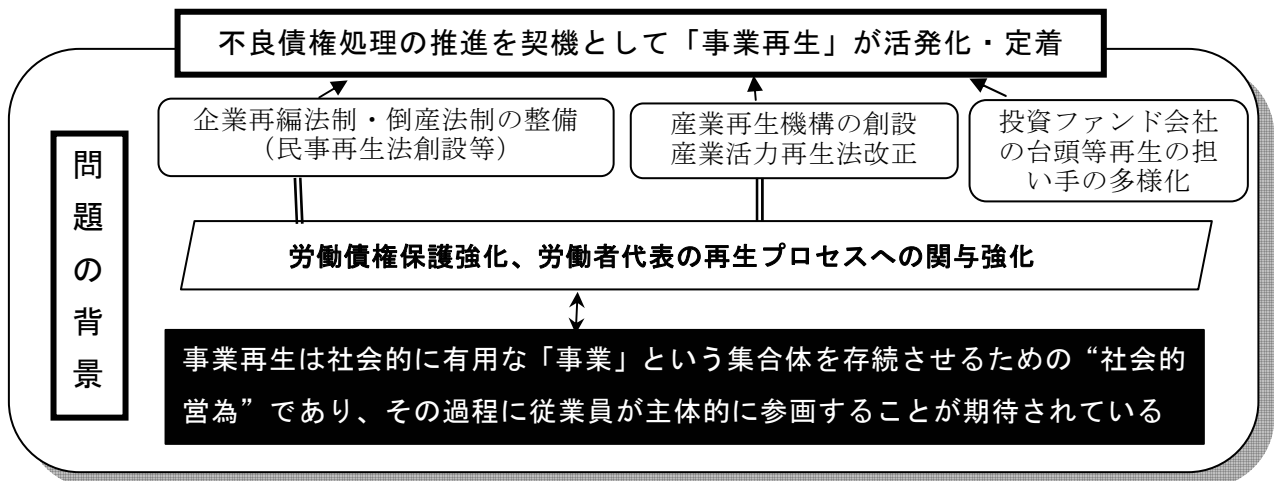 不良債権処理の推進を契機として「事業再生」が活発化・定着
企業再編法制・倒産法制の整備
（民事再生法創設等）
産業再生機構の創設
産業活力再生法改正
投資ファンド会社
の台頭等再生の担
い手の多様化
問題の背景
労働債権保護強化、労働者代表の再生プロセスへの関与強化
事業再生は社会的に有用な「事業」という集合体を存続させるための“社会的
営為”であり、その過程に従業員が主体的に参画することが期待されている